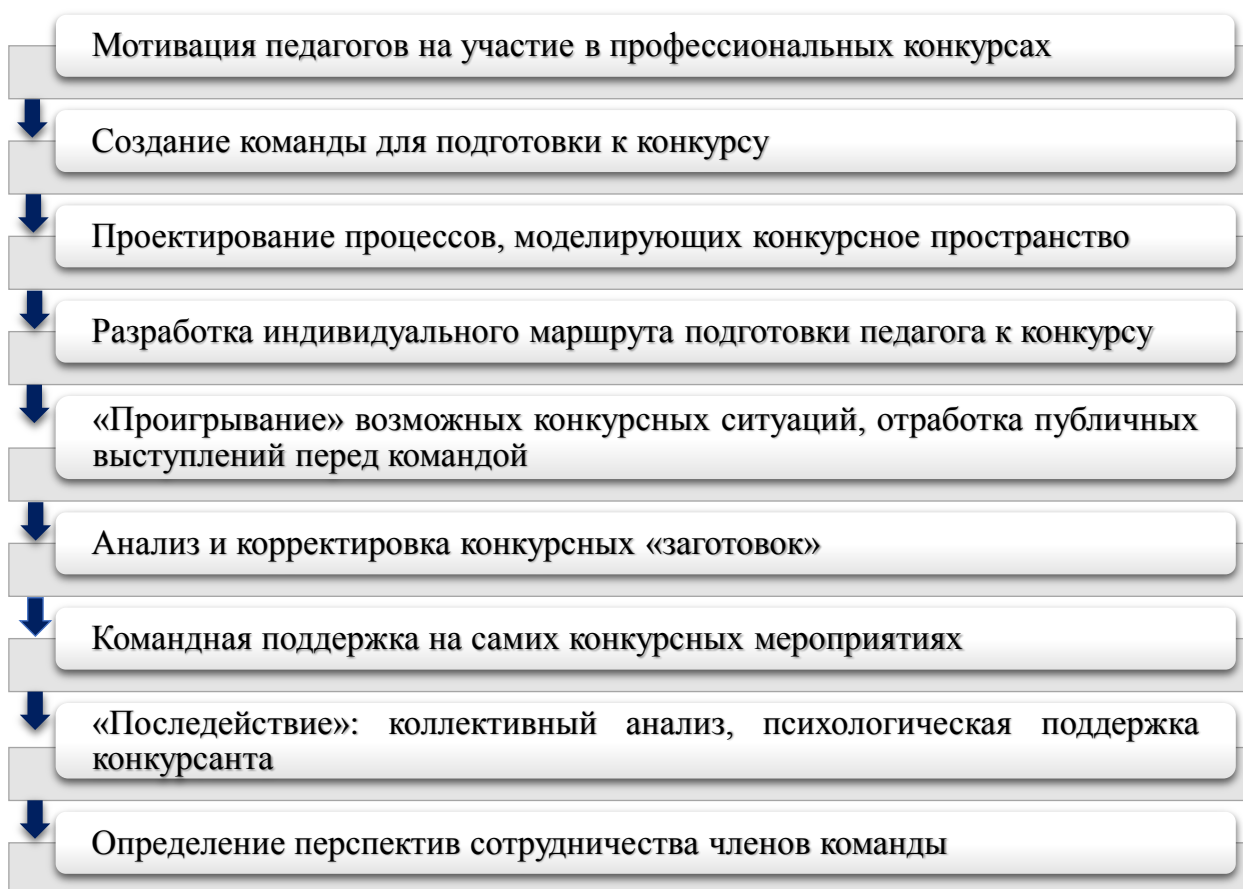 Мотивация педагогов на участие в профессиональных конкурсах
Создание команды для подготовки к конкурсу
Проектирование процессов, моделирующих конкурсное пространство
Разработка индивидуального маршрута подготовки педагога к конкурсу
«Проигрывание» возможных конкурсных ситуаций, отработка публичных
выступлений перед командой
Анализ и корректировка конкурсных «заготовок»
Командная поддержка на самих конкурсных мероприятиях
«Последействие»: коллективный анализ, психологическая поддержка
конкурсанта
Определение перспектив сотрудничества членов команды